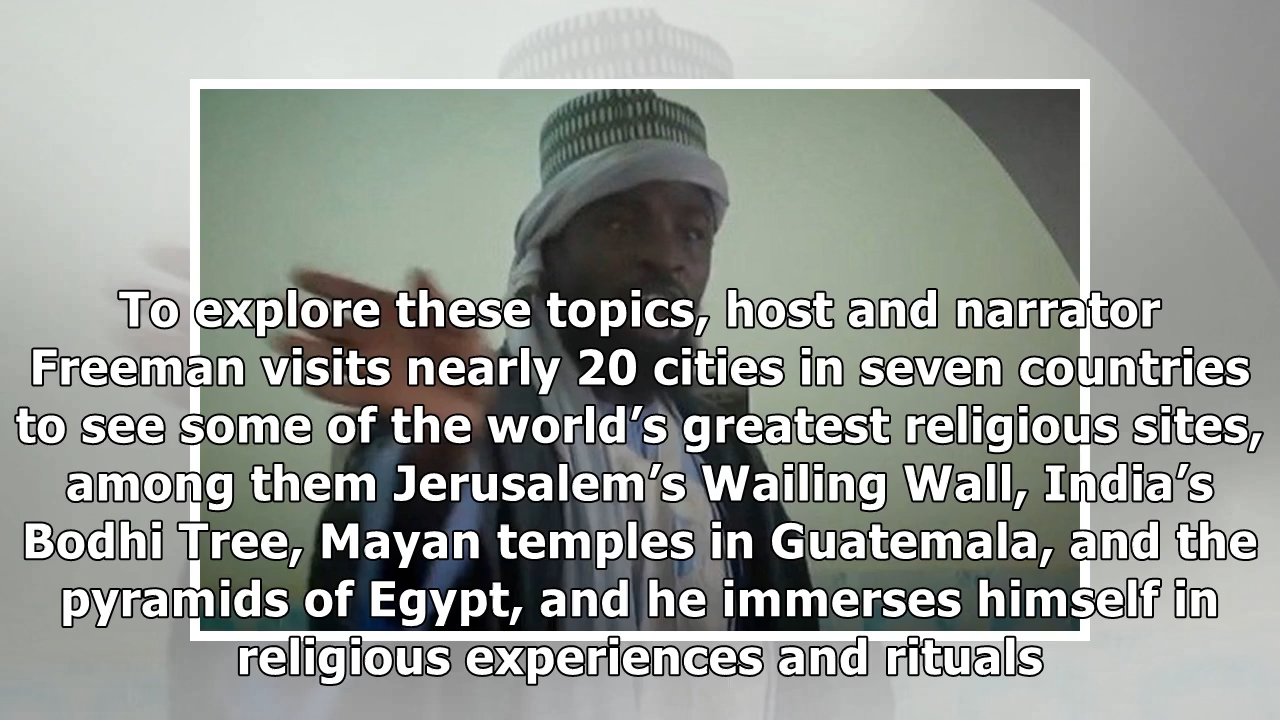 To explore these topics, host and narrator
Freeman visits nearly 20 cities in seven countries
to see some of the world’s greatest religious sites,
among them Jerusalem’s Wailing Wall, India’s
Bodhi Tree, Mayan temples in Guatemala, and the
pyramids of Egypt, and he immerses himself in
religious experiences and rituals